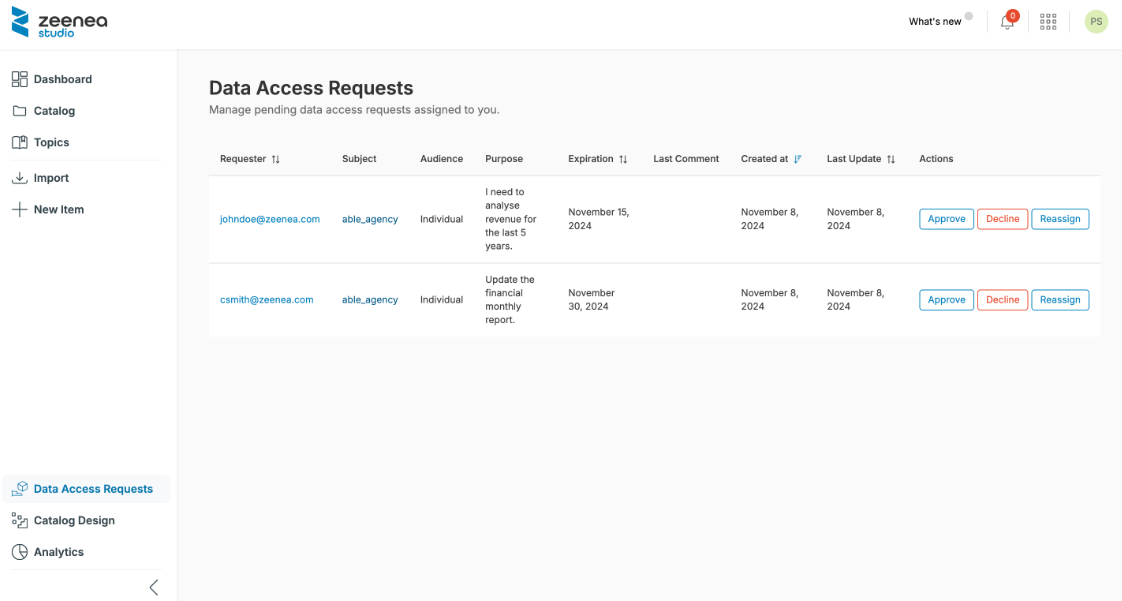 zeenea
studio
What's new
0
PS
Dashboard
Catalog
Topics
Import
New Item
Data Access Requests
Catalog Design
Analytics
Data Access Requests
Manage pending data access requests assigned to you.
Requester Subject Audience Purpose Expiration Last Comment Created at Last Update Actions
johndoe@zeenea.com
able_agency
Individual
I need to
analyse
revenue for
the last 5
years.
November 15,
2024
November 8,
2024
November 8,
2024
Approve Decline Reassign
csmith@zeenea.com
able_agency
Individual
Update the
financial
monthly
report.
November
30, 2024
November 8,
2024
November 8,
2024
Approve Decline Reassign